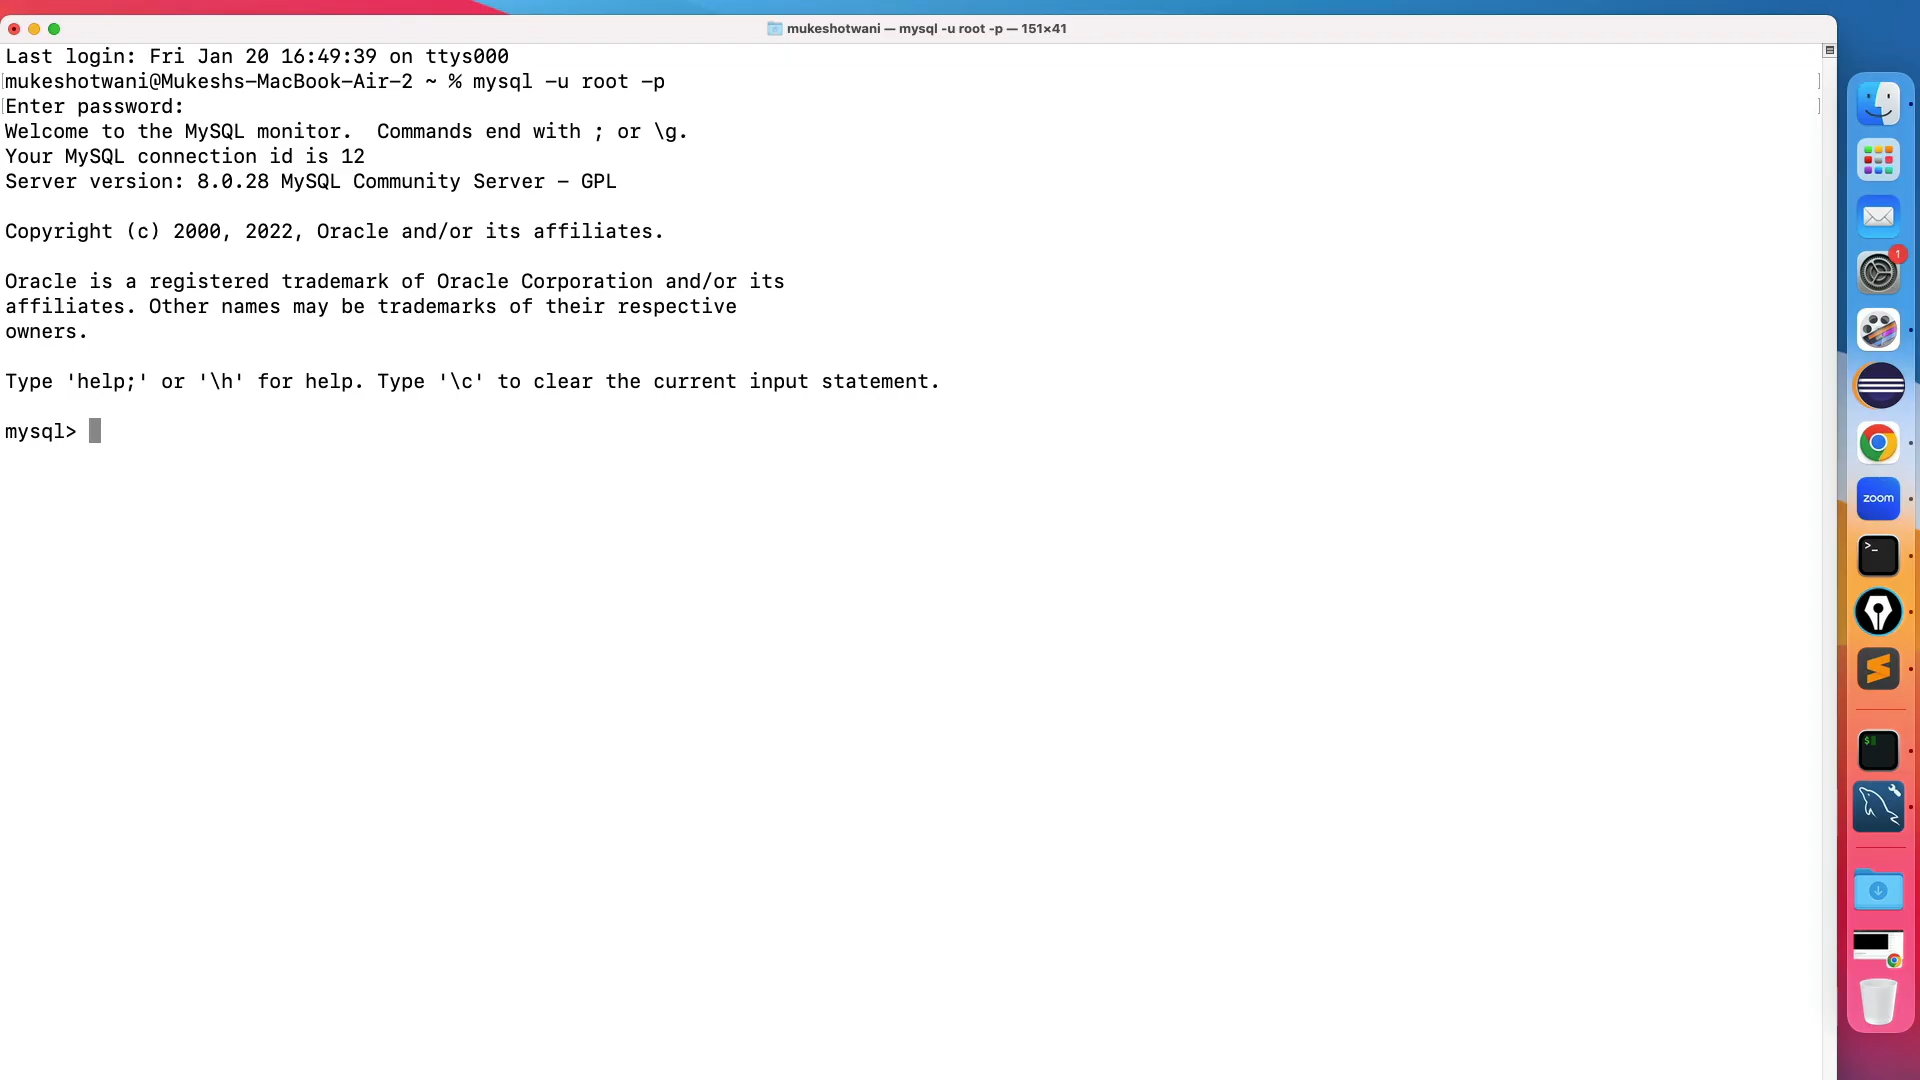 mukeshotwani — mysql -u root -p — 151×41
Last login: Fri Jan 20 16:49:39 on ttys000
mukeshotwani@Mukeshs-MacBook-Air-2 ~ % mysql -u root -p
Enter password:
Welcome to the MySQL monitor.  Commands end with ; or \g.
Your MySQL connection id is 12
Server version: 8.0.28 MySQL Community Server - GPL
Copyright (c) 2000, 2022, Oracle and/or its affiliates.
Oracle is a registered trademark of Oracle Corporation and/or its
affiliates. Other names may be trademarks of their respective
owners.
Type 'help;' or '\h' for help. Type '\c' to clear the current input statement.
mysql>
1
zoom
>_
$